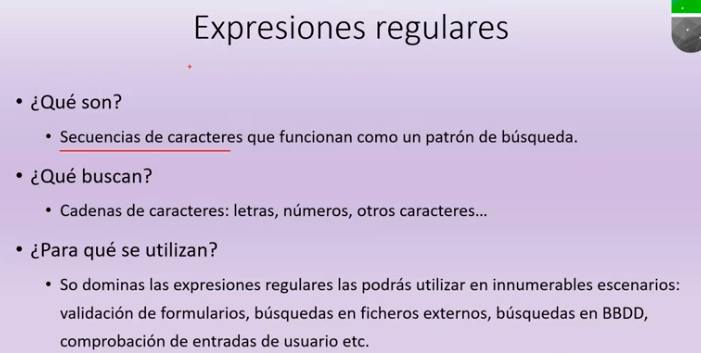 Expresiones regulares
• ¿Qué son?
• Secuencias de caracteres que funcionan como un patrón de búsqueda.
• ¿Qué buscan?
• Cadenas de caracteres: letras, números, otros caracteres...
• ¿Para qué se utilizan?
• So dominas las expresiones regulares las podrás utilizar en innumerables escenarios:
validación de formularios, búsquedas en ficheros externos, búsquedas en BBDD,
comprobación de entradas de usuario etc.